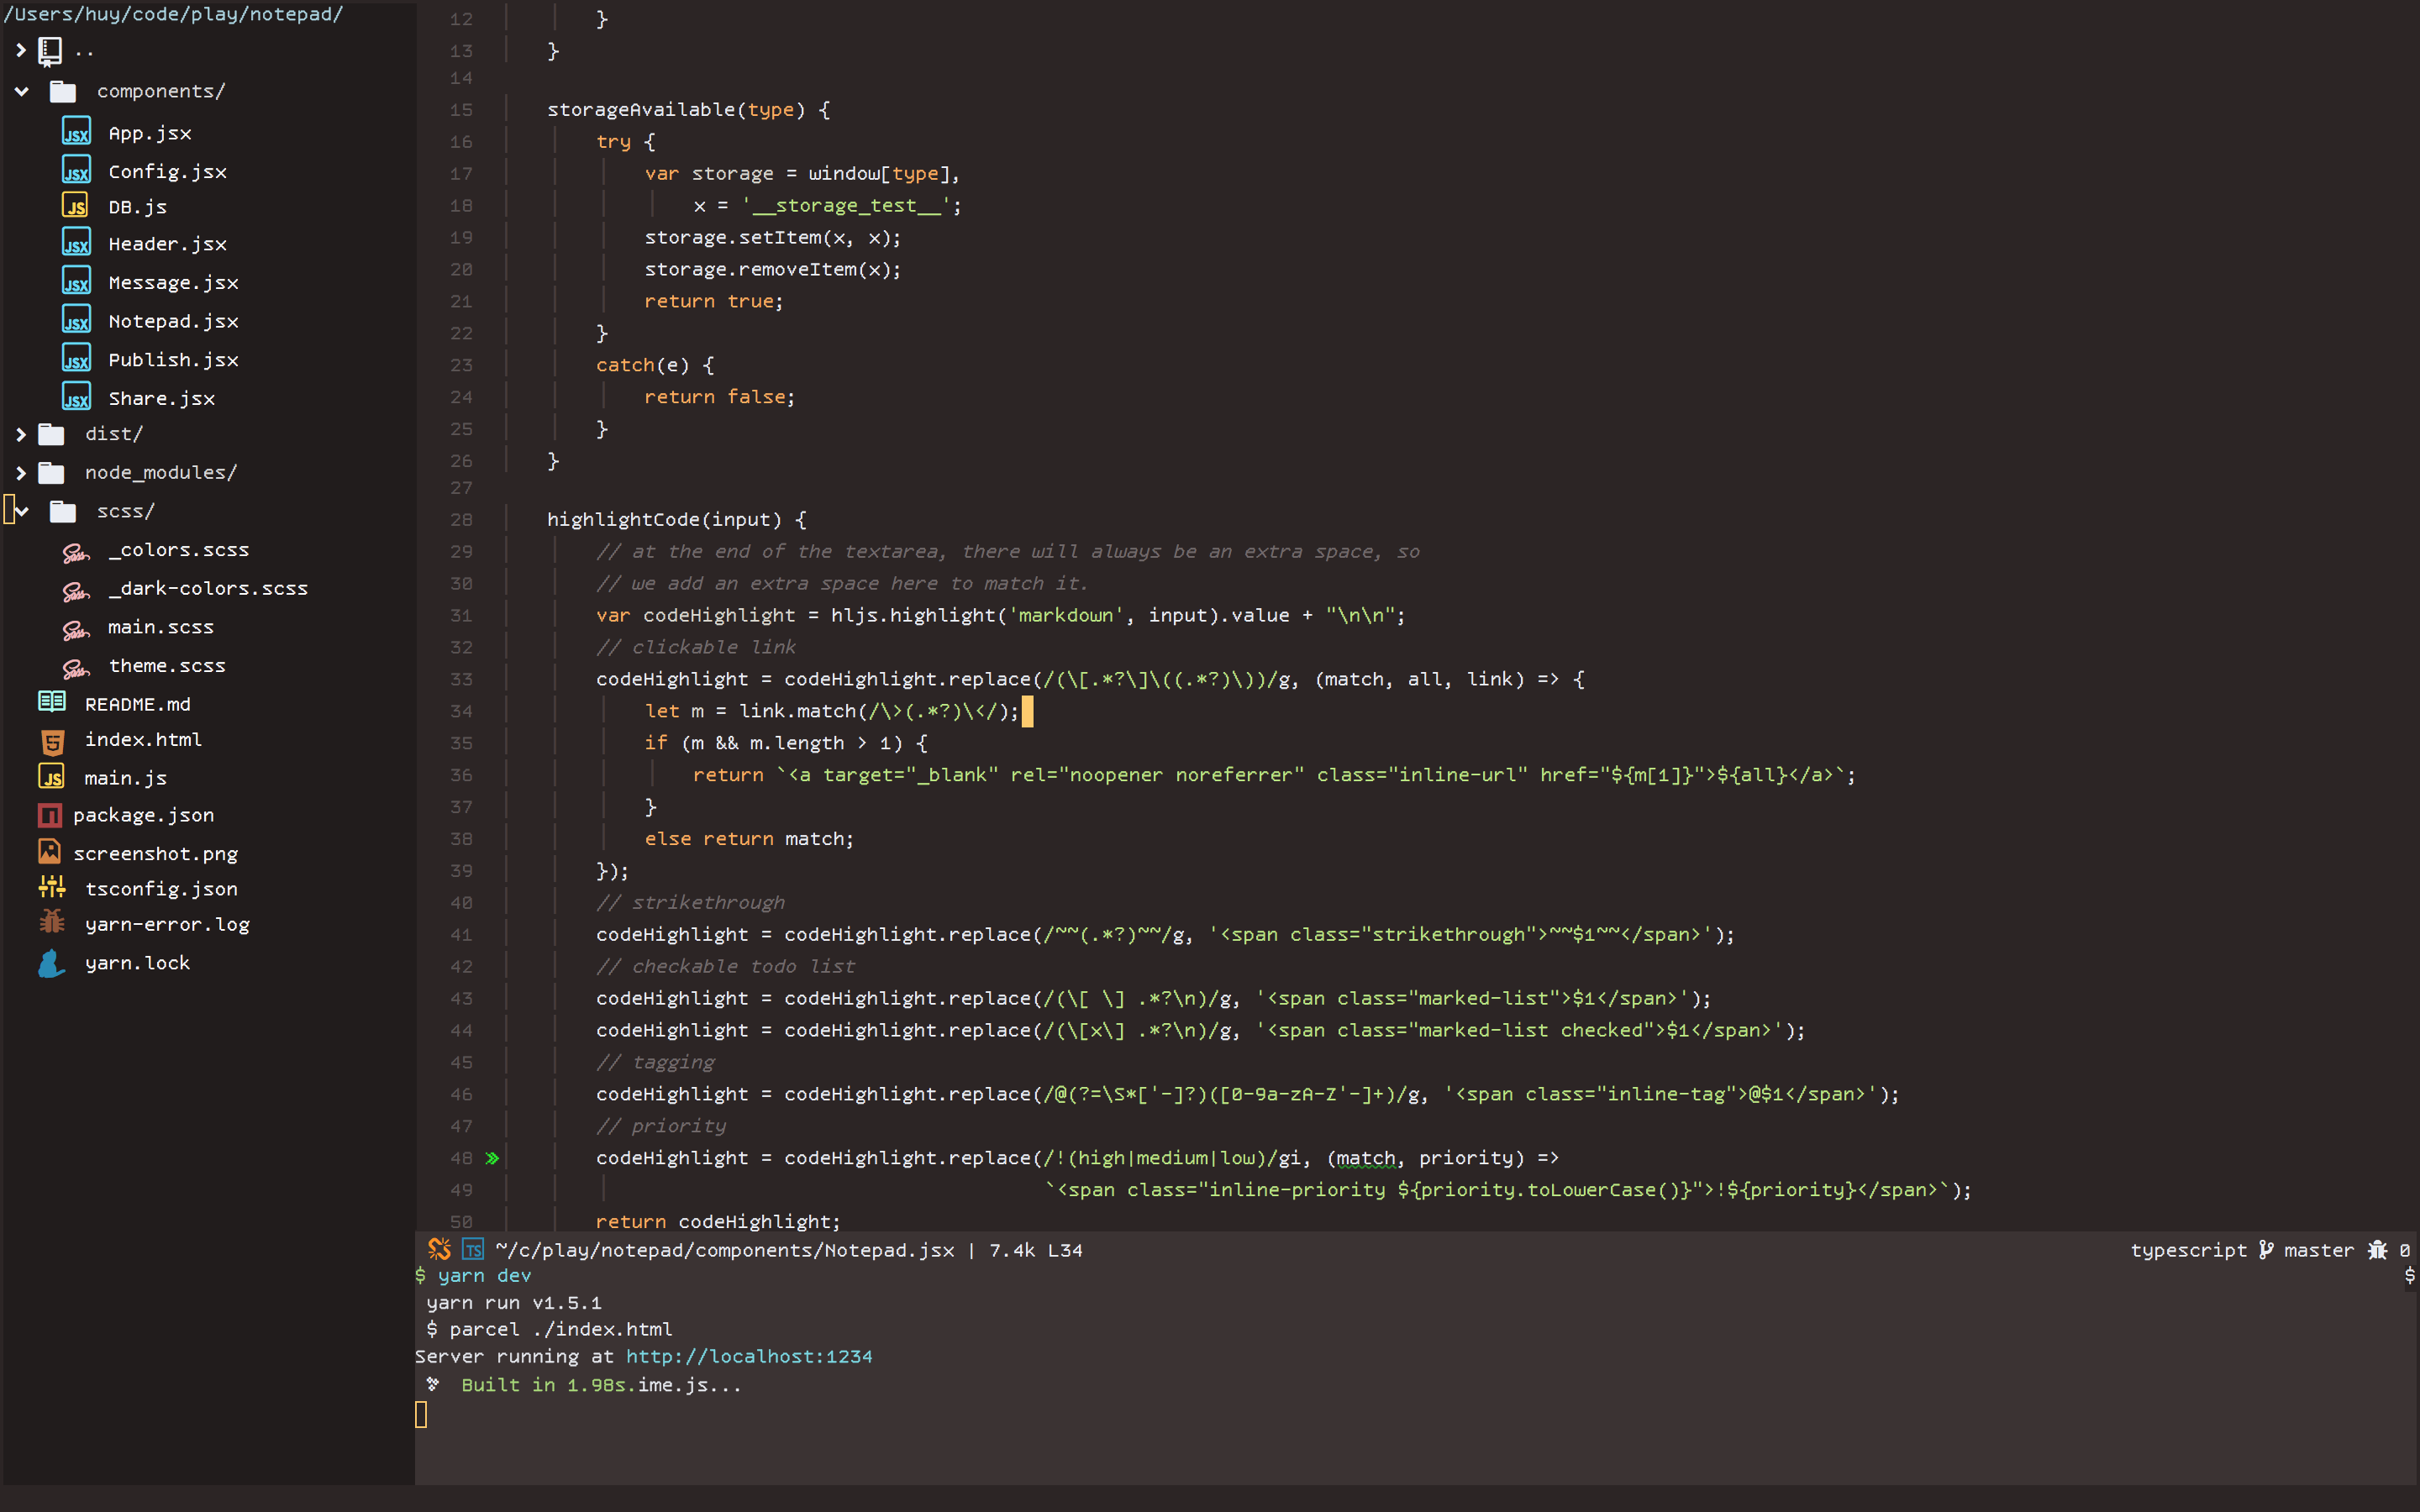 /Users/huy/code/play/notepad/
..
components/
App.jsx
Config.jsx
DB.js
Header.jsx
Message.jsx
Notepad.jsx
Publish.jsx
Share.jsx
dist/
node_modules/
scss/
_colors.scss
_dark-colors.scss
main.scss
theme.scss
README.md
index.html
main.js
package.json
screenshot.png
tsconfig.json
yarn-error.log
yarn.lock
12 }
13 }
14
15 storageAvailable(type) {
16 try {
17 var storage = window[type],
18 x = '__storage_test__';
19 storage.setItem(x, x);
20 storage.removeItem(x);
21 return true;
22 }
23 catch(e) {
24 return false;
25 }
26 }
27
28 highlightCode(input) {
29 // at the end of the textarea, there will always be an extra space, so
30 // we add an extra space here to match it.
31 var codeHighlight = hljs.highlight('markdown', input).value + "\n\n";
32 // clickable link
33 codeHighlight = codeHighlight.replace(/(\[.*?\]\((.*?)\))/g, (match, all, link) => {
34 let m = link.match(/\>(.*?)\</);
35 if (m && m.length > 1) {
36 return `<a target="_blank" rel="noopener noreferrer" class="inline-url" href="${m[1]}">${all}</a>`;
37 }
38 else return match;
39 });
40 // strikethrough
41 codeHighlight = codeHighlight.replace(/~~(.*?)~~/g, '<span class="strikethrough">~~$1~~</span>');
42 // checkable todo list
43 codeHighlight = codeHighlight.replace(/(\[ \] .*?\n)/g, '<span class="marked-list">$1</span>');
44 codeHighlight = codeHighlight.replace(/(\[x\] .*?\n)/g, '<span class="marked-list checked">$1</span>');
45 // tagging
46 codeHighlight = codeHighlight.replace(/@(?=\S*['-]?)([0-9a-zA-Z'-]+)/g, '<span class="inline-tag">@$1</span>');
47 // priority
48 codeHighlight = codeHighlight.replace(/!(high|medium|low)/gi, (match, priority) =>
49 `<span class="inline-priority ${priority.toLowerCase()}">!${priority}</span>`);
50 return codeHighlight;
TS ~/c/play/notepad/components/Notepad.jsx | 7.4k L34 typescript master 0
$ yarn dev $
yarn run v1.5.1
$ parcel ./index.html
Server running at http://localhost:1234
Built in 1.98s.ime.js...